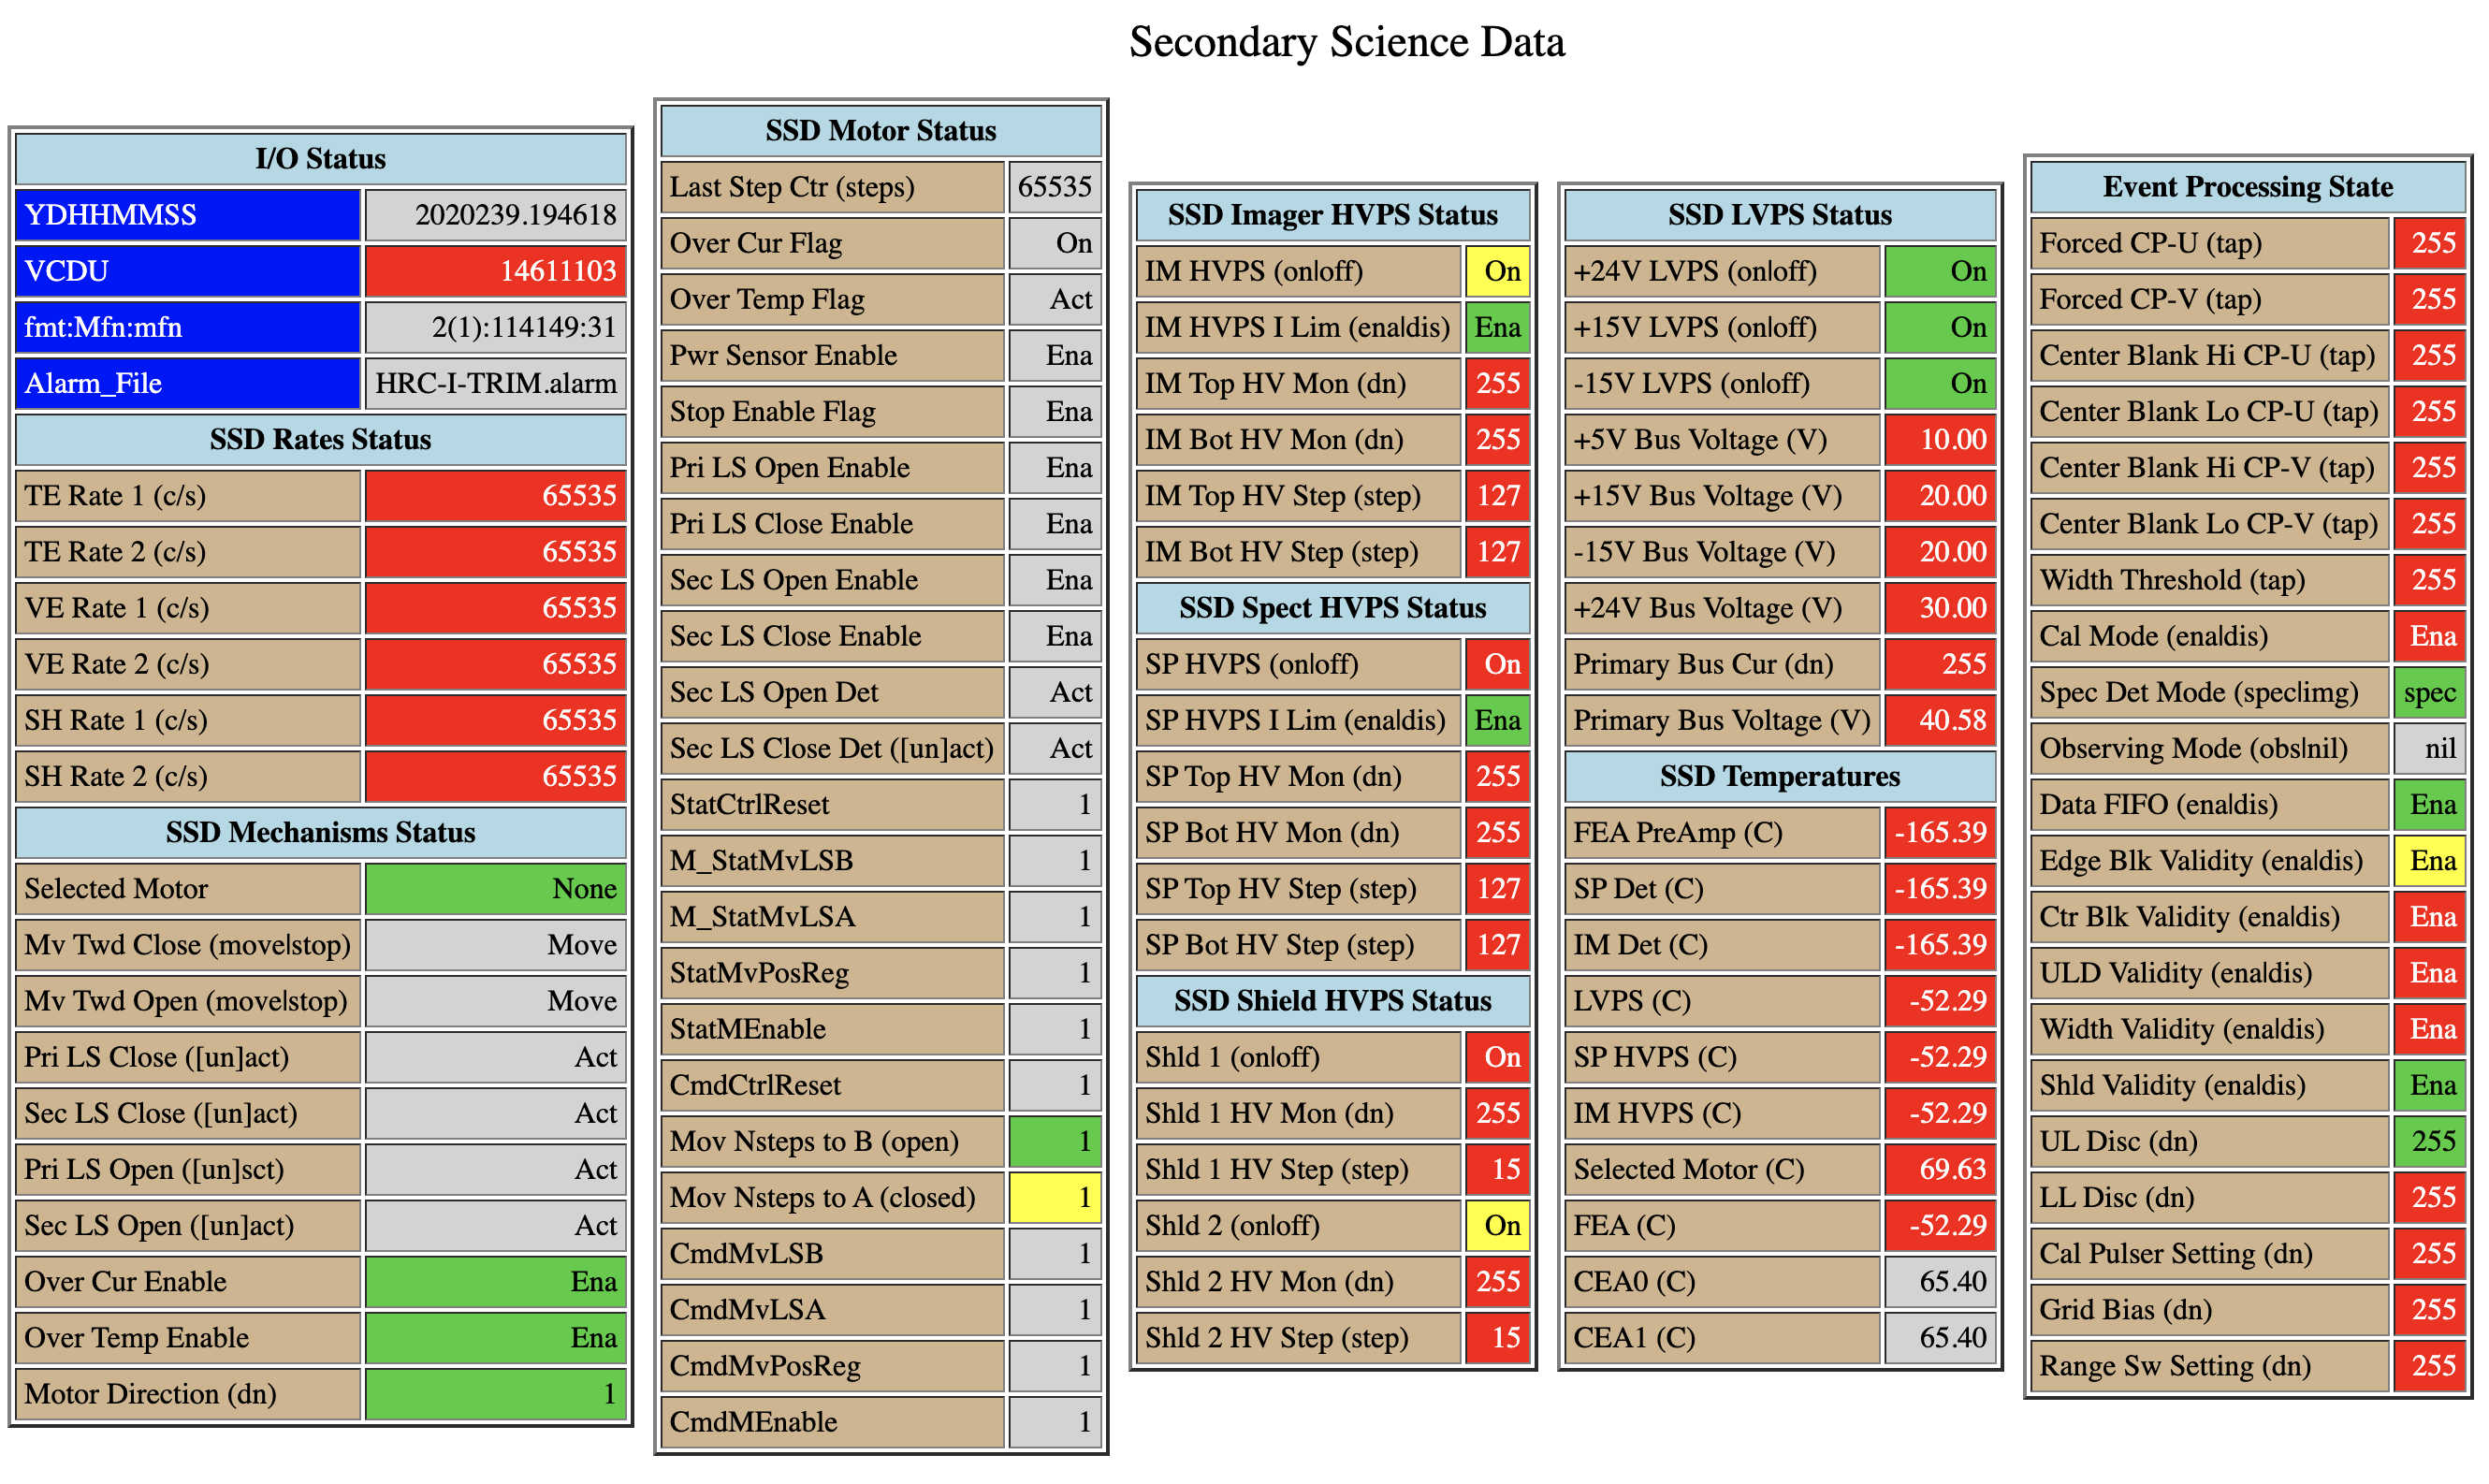 Secondary Science Data
I/O Status
YDHHMMSS 2020239.194618
VCDU 14611103
fmt:Mfn:mfn 2(1):114149:31
Alarm_File HRC-I-TRIM.alarm
SSD Rates Status
TE Rate 1 (c/s) 65535
TE Rate 2 (c/s) 65535
VE Rate 1 (c/s) 65535
VE Rate 2 (c/s) 65535
SH Rate 1 (c/s) 65535
SH Rate 2 (c/s) 65535
SSD Mechanisms Status
Selected Motor None
Mv Twd Close (move|stop) Move
Mv Twd Open (move|stop) Move
Pri LS Close ([un]act) Act
Sec LS Close ([un]act) Act
Pri LS Open ([un]sct) Act
Sec LS Open ([un]act) Act
Over Cur Enable Ena
Over Temp Enable Ena
Motor Direction (dn) 1
SSD Motor Status
Last Step Ctr (steps) 65535
Over Cur Flag On
Over Temp Flag Act
Pwr Sensor Enable Ena
Stop Enable Flag Ena
Pri LS Open Enable Ena
Pri LS Close Enable Ena
Sec LS Open Enable Ena
Sec LS Close Enable Ena
Sec LS Open Det Act
Sec LS Close Det ([un]act) Act
StatCtrlReset 1
M_StatMvLSB 1
M_StatMvLSA 1
StatMvPosReg 1
StatMEnable 1
CmdCtrlReset 1
Mov Nsteps to B (open) 1
Mov Nsteps to A (closed) 1
CmdMvLSB 1
CmdMvLSA 1
CmdMvPosReg 1
CmdMEnable 1
SSD Imager HVPS Status
IM HVPS (on|off) On
IM HVPS I Lim (ena|dis) Ena
IM Top HV Mon (dn) 255
IM Bot HV Mon (dn) 255
IM Top HV Step (step) 127
IM Bot HV Step (step) 127
SSD Spect HVPS Status
SP HVPS (on|off) On
SP HVPS I Lim (ena|dis) Ena
SP Top HV Mon (dn) 255
SP Bot HV Mon (dn) 255
SP Top HV Step (step) 127
SP Bot HV Step (step) 127
SSD Shield HVPS Status
Shld 1 (on|off) On
Shld 1 HV Mon (dn) 255
Shld 1 HV Step (step) 15
Shld 2 (on|off) On
Shld 2 HV Mon (dn) 255
Shld 2 HV Step (step) 15
SSD LVPS Status
+24V LVPS (on|off) On
+15V LVPS (on|off) On
-15V LVPS (on|off) On
+5V Bus Voltage (V) 10.00
+15V Bus Voltage (V) 20.00
-15V Bus Voltage (V) 20.00
+24V Bus Voltage (V) 30.00
Primary Bus Cur (dn) 255
Primary Bus Voltage (V) 40.58
SSD Temperatures
FEA PreAmp (C) -165.39
SP Det (C) -165.39
IM Det (C) -165.39
LVPS (C) -52.29
SP HVPS (C) -52.29
IM HVPS (C) -52.29
Selected Motor (C) 69.63
FEA (C) -52.29
CEA0 (C) 65.40
CEA1 (C) 65.40
Event Processing State
Forced CP-U (tap) 255
Forced CP-V (tap) 255
Center Blank Hi CP-U (tap) 255
Center Blank Lo CP-U (tap) 255
Center Blank Hi CP-V (tap) 255
Center Blank Lo CP-V (tap) 255
Width Threshold (tap) 255
Cal Mode (ena|dis) Ena
Spec Det Mode (spec|img) spec
Observing Mode (obs|nil) nil
Data FIFO (ena|dis) Ena
Edge Blk Validity (ena|dis) Ena
Ctr Blk Validity (ena|dis) Ena
ULD Validity (ena|dis) Ena
Width Validity (ena|dis) Ena
Shld Validity (ena|dis) Ena
UL Disc (dn) 255
LL Disc (dn) 255
Cal Pulser Setting (dn) 255
Grid Bias (dn) 255
Range Sw Setting (dn) 255